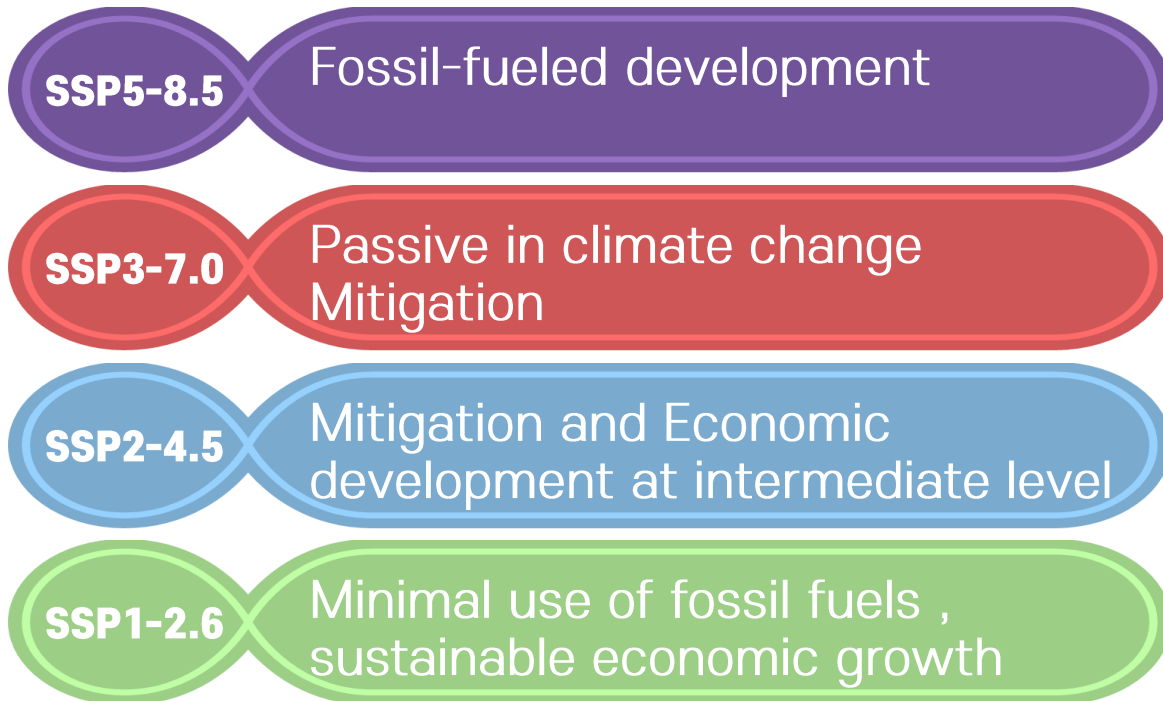 SSP5-8.5
Fossil-fueled development
SSP3-7.0
Passive in climate change
Mitigation
SSP2-4.5
Mitigation and Economic
development at intermediate level
SSP1-2.6
Minimal use of fossil fuels ,
sustainable economic growth